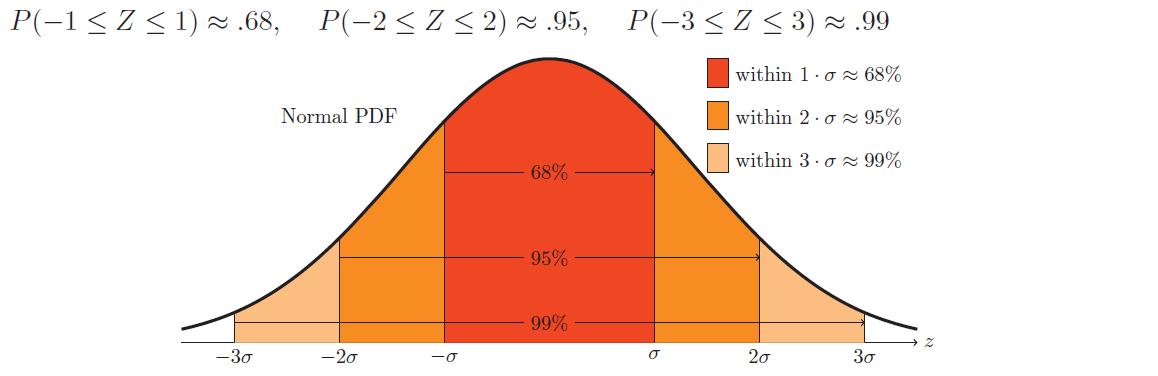 P(−1 ≤ Z ≤ 1) ≈ .68, P(−2 ≤ Z ≤ 2) ≈ .95, P(−3 ≤ Z ≤ 3) ≈ .99
within 1 · σ ≈ 68%
Normal PDF
within 2 · σ ≈ 95%
within 3 · σ ≈ 99%
68%
95%
99%
−3σ −2σ −σ σ 2σ 3σ z